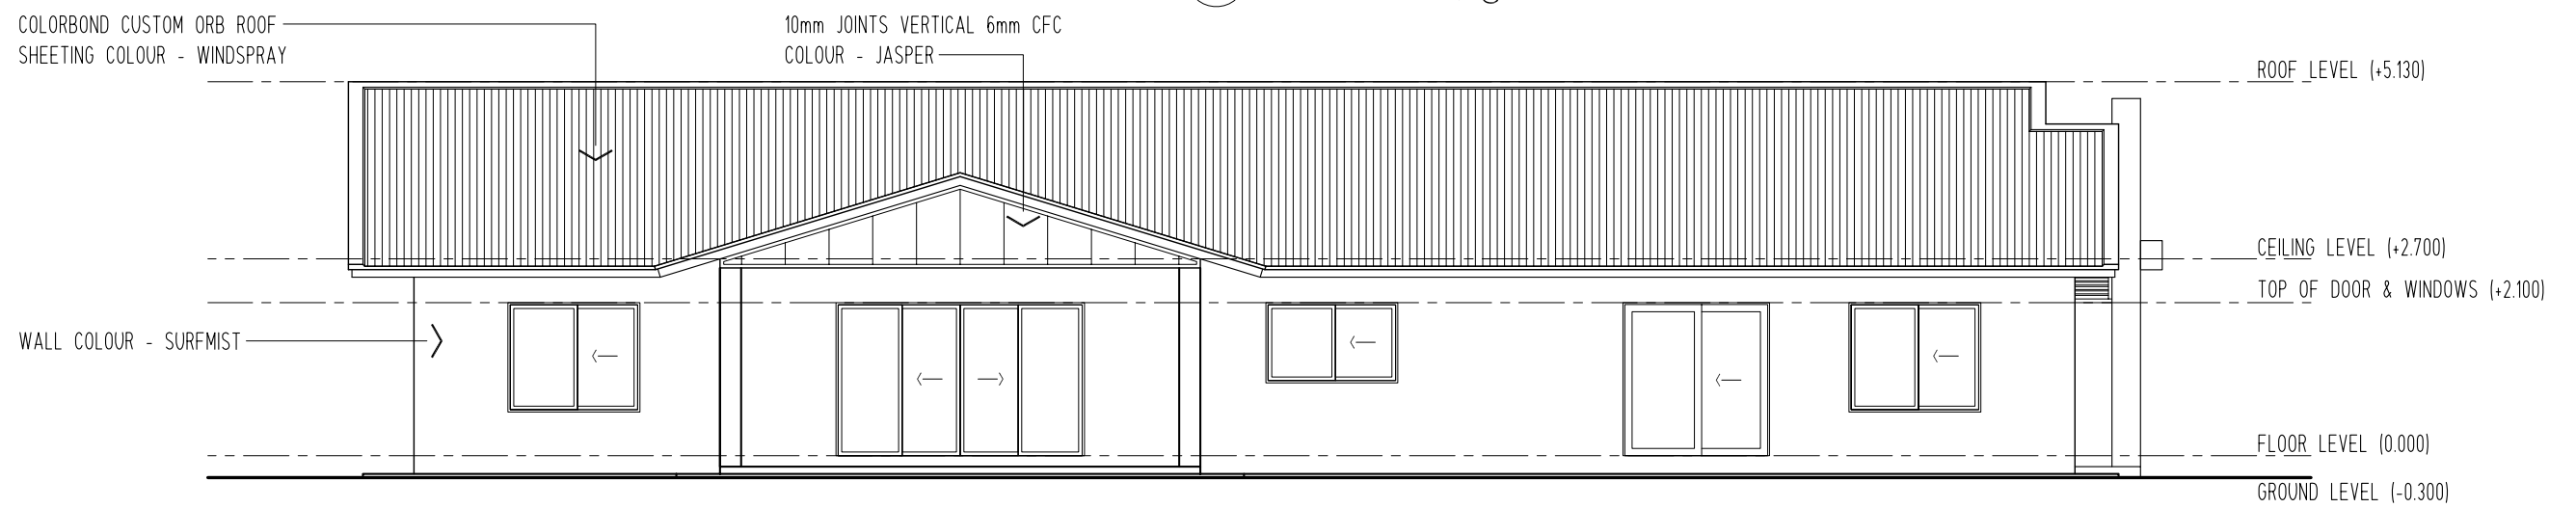 COLORBOND CUSTOM ORB ROOF
SHEETING COLOUR - WINDSPRAY
10mm JOINTS VERTICAL 6mm CFC
COLOUR - JASPER
ROOF LEVEL (+5.130)
CEILING LEVEL (+2.700)
TOP OF DOOR & WINDOWS (+2.100)
WALL COLOUR - SURFMIST
FLOOR LEVEL (0.000)
GROUND LEVEL (-0.300)